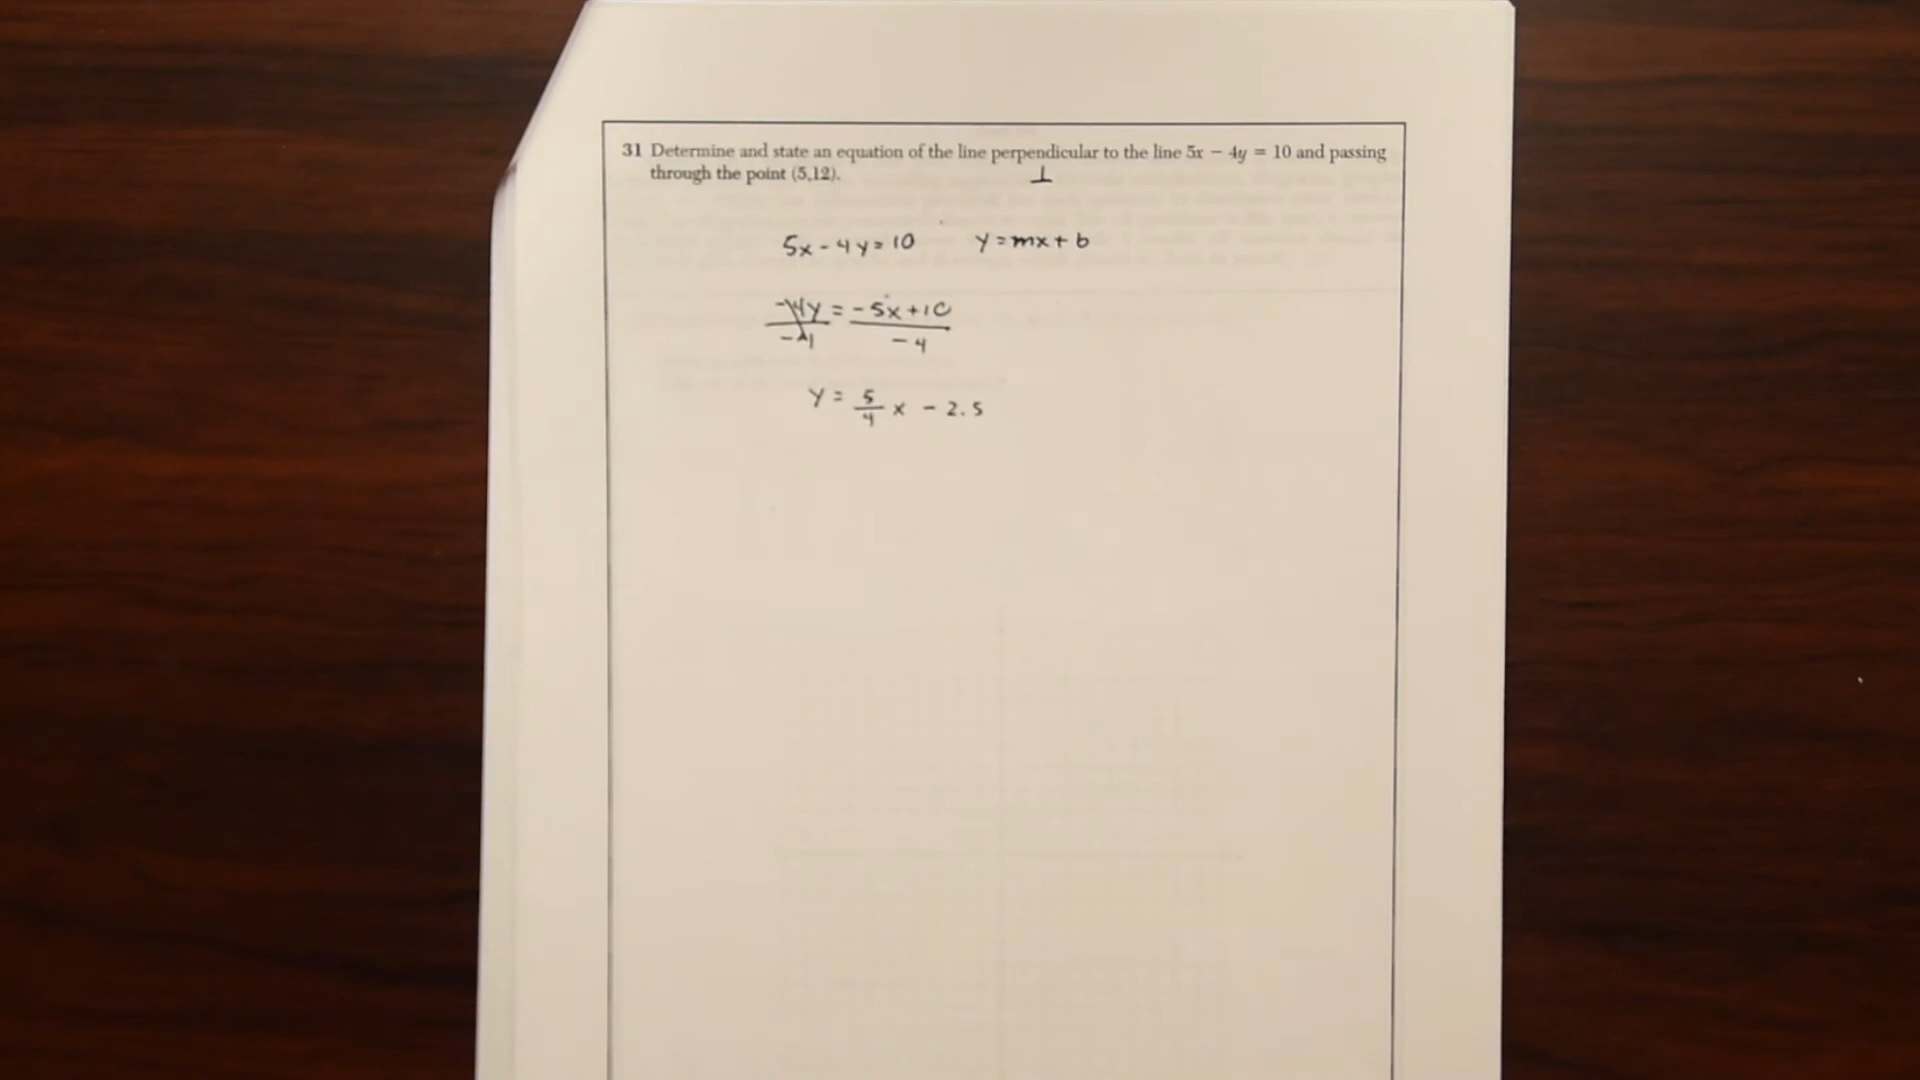 31 Determine and state an equation of the line perpendicular to the line 5x − 4y = 10 and passing
through the point (5,12).
⊥
5x - 4y = 10 y = mx + b
-4y = -5x + 10
-4 -4
y = 5/4 x - 2.5